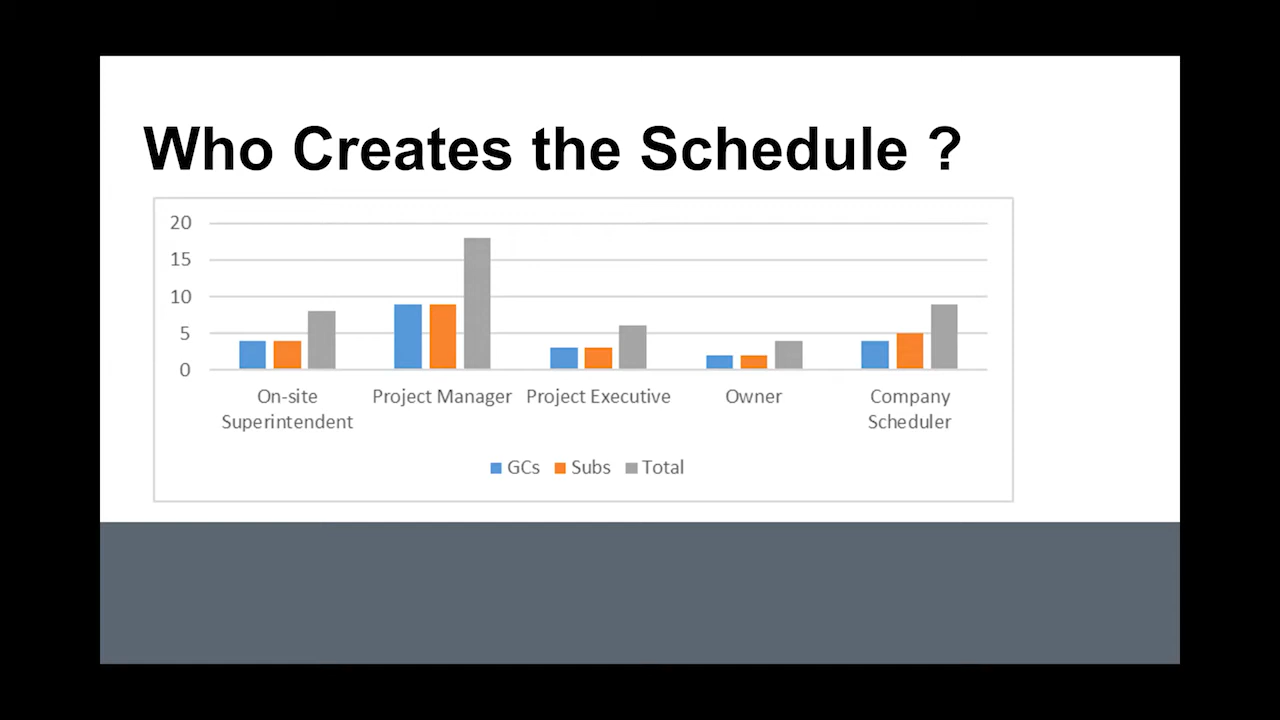 Who Creates the Schedule ?
20
15
10
5
0
On-site
Superintendent
Project Manager
Project Executive
Owner
Company
Scheduler
GCs
Subs
Total